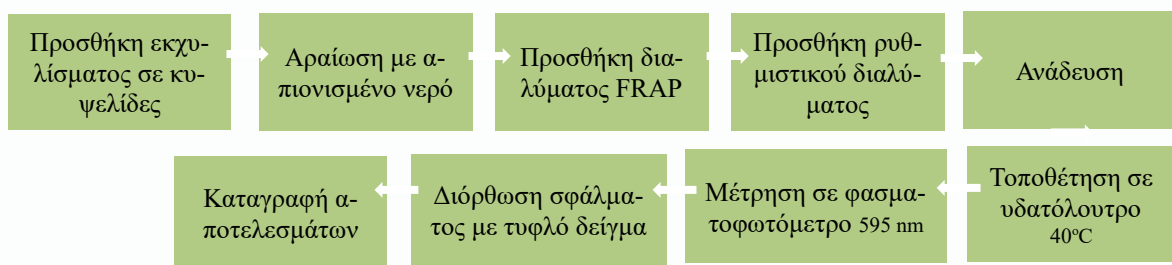 Προσθήκη εκχυ-
λίσματος σε κυ-
ψελίδες
Αραίωση με α-
πιονισμένο νερό
Προσθήκη δια-
λύματος FRAP
Προσθήκη ρυθ-
μιστικού διαλύ-
ματος
Ανάδευση
Τοποθέτηση σε
υδατόλουτρο
40ºC
Μέτρηση σε φασμα-
τοφωτόμετρο 595 nm
Διόρθωση σφάλμα-
τος με τυφλό δείγμα
Καταγραφή α-
ποτελεσμάτων